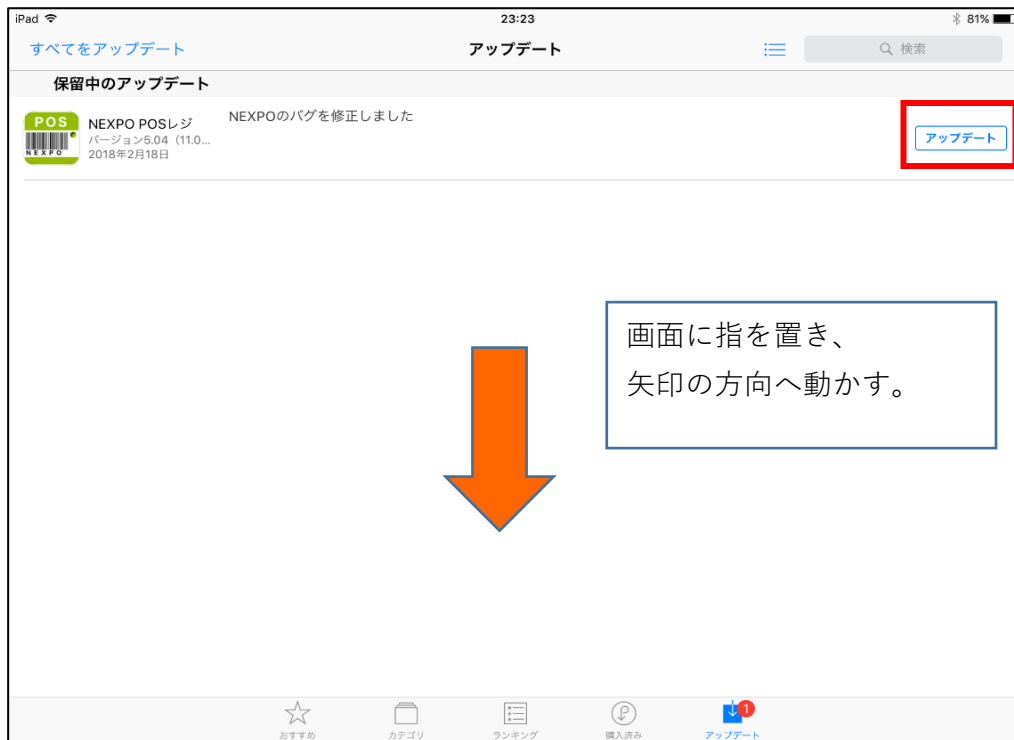 iPad 23:23 81%
すべてをアップデート アップデート 検索
保留中のアップデート
POS
NEXPO
NEXPO POSレジ
バージョン5.04（11.0...
2018年2月18日
NEXPOのバグを修正しました
アップデート
画面に指を置き、
矢印の方向へ動かす。
おすすめ カテゴリ ランキング 購入済み アップデート
1